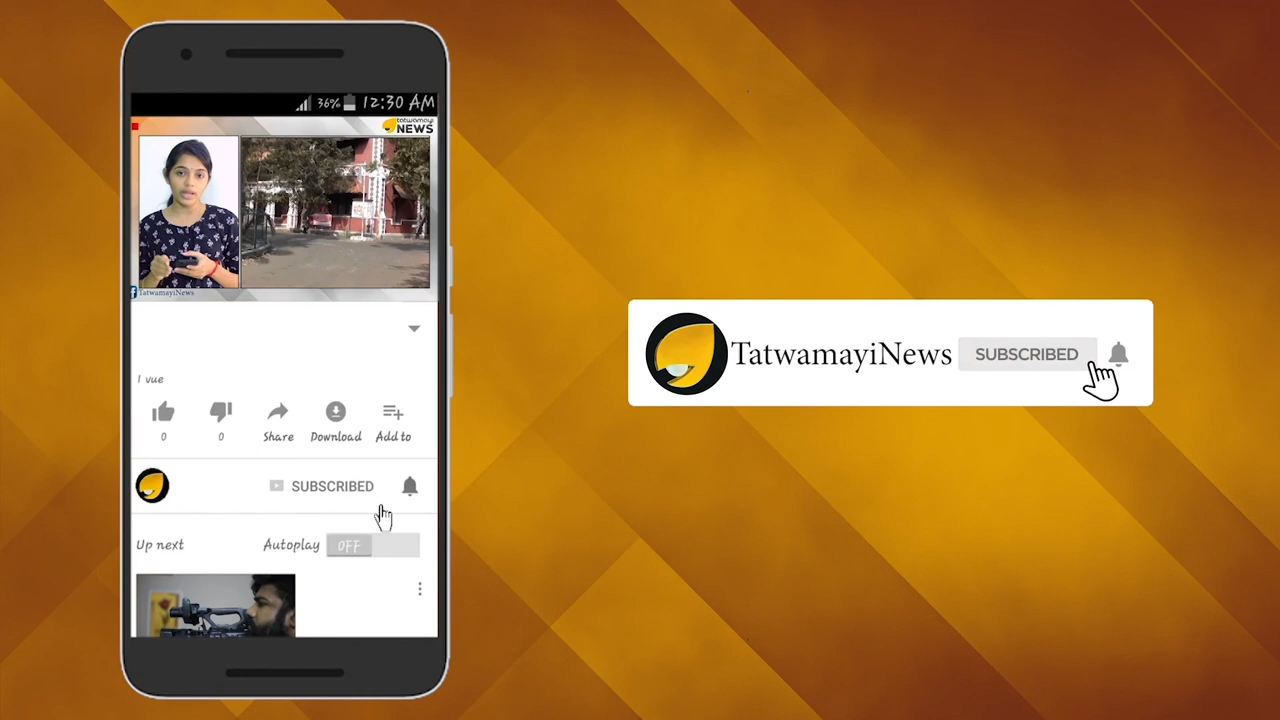 36% 12:30 AM
tatwamayi
NEWS
TatwamayiNews
1 vue
0
0
Share
Download
Add to
SUBSCRIBED
Up next
Autoplay
OFF
TatwamayiNews
SUBSCRIBED